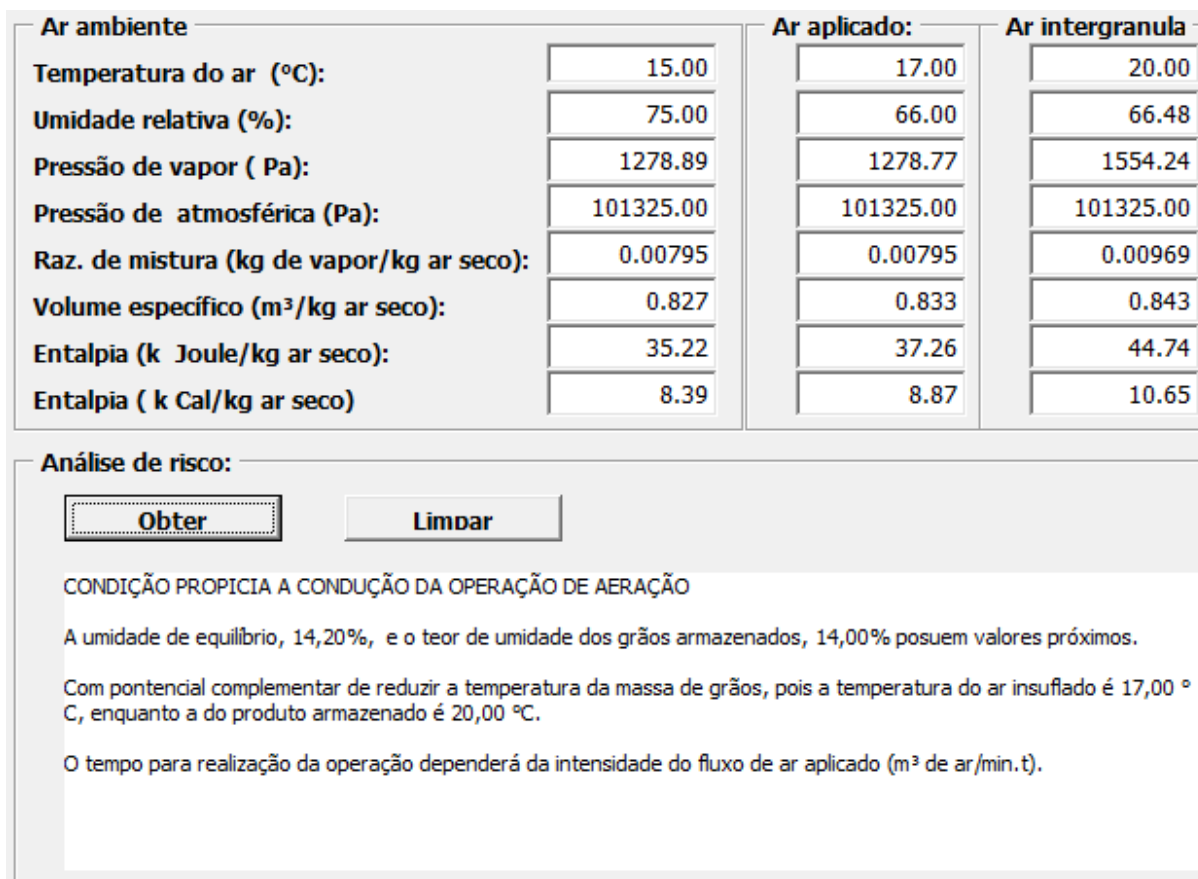 Ar ambiente Ar aplicado: Ar intergranula
Temperatura do ar (ºC): 15.00 17.00 20.00
Umidade relativa (%): 75.00 66.00 66.48
Pressão de vapor ( Pa): 1278.89 1278.77 1554.24
Pressão de atmosférica (Pa): 101325.00 101325.00 101325.00
Raz. de mistura (kg de vapor/kg ar seco): 0.00795 0.00795 0.00969
Volume específico (m³/kg ar seco): 0.827 0.833 0.843
Entalpia (k Joule/kg ar seco): 35.22 37.26 44.74
Entalpia ( k Cal/kg ar seco) 8.39 8.87 10.65
Análise de risco:
Obter Limpar
CONDIÇÃO PROPICIA A CONDUÇÃO DA OPERAÇÃO DE AERAÇÃO
A umidade de equilíbrio, 14,20%, e o teor de umidade dos grãos armazenados, 14,00% posuem valores próximos.
Com pontencial complementar de reduzir a temperatura da massa de grãos, pois a temperatura do ar insuflado é 17,00 º
C, enquanto a do produto armazenado é 20,00 ºC.
O tempo para realização da operação dependerá da intensidade do fluxo de ar aplicado (m³ de ar/min.t).